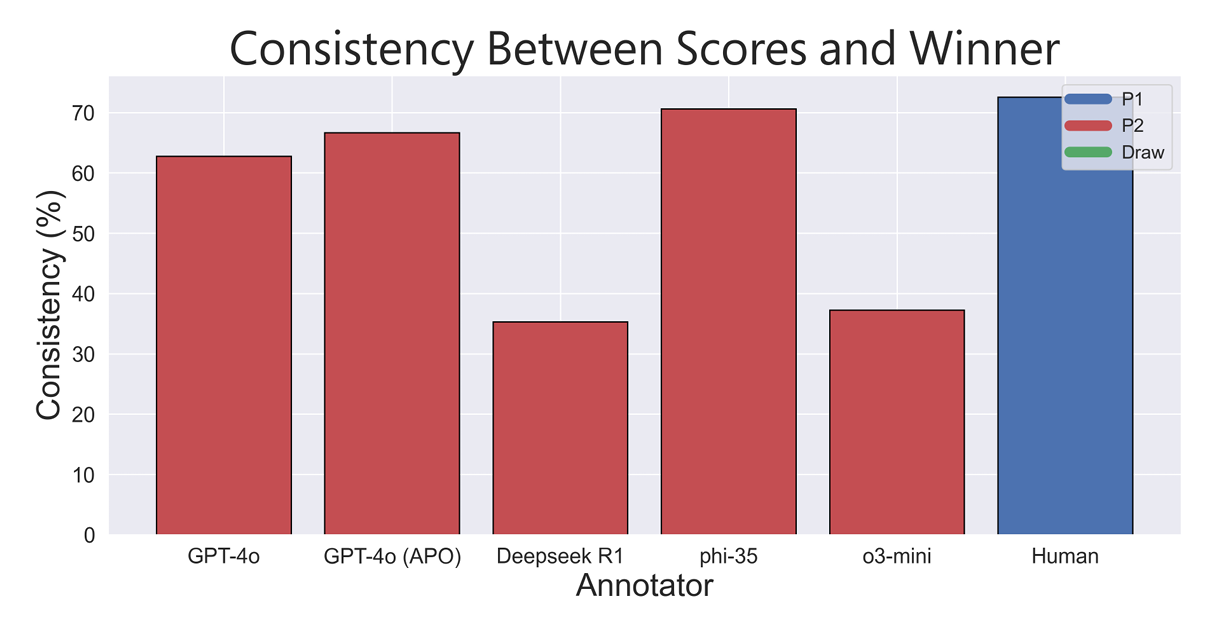 Consistency Between Scores and Winner
P1
P2
Draw
Consistency (%)
70
60
50
40
30
20
10
0
GPT-4o
GPT-4o (APO)
Deepseek R1
phi-35
o3-mini
Human
Annotator